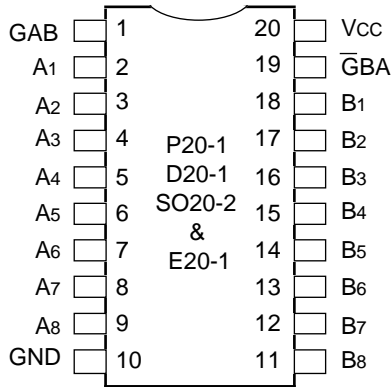 GAB 1 20 VCC
A1 2 19 G̅BA
A2 3 18 B1
A3 4 17 B2
A4 5 16 B3
A5 6 15 B4
A6 7 14 B5
A7 8 13 B6
A8 9 12 B7
GND 10 11 B8
P20-1
D20-1
SO20-2
&
E20-1